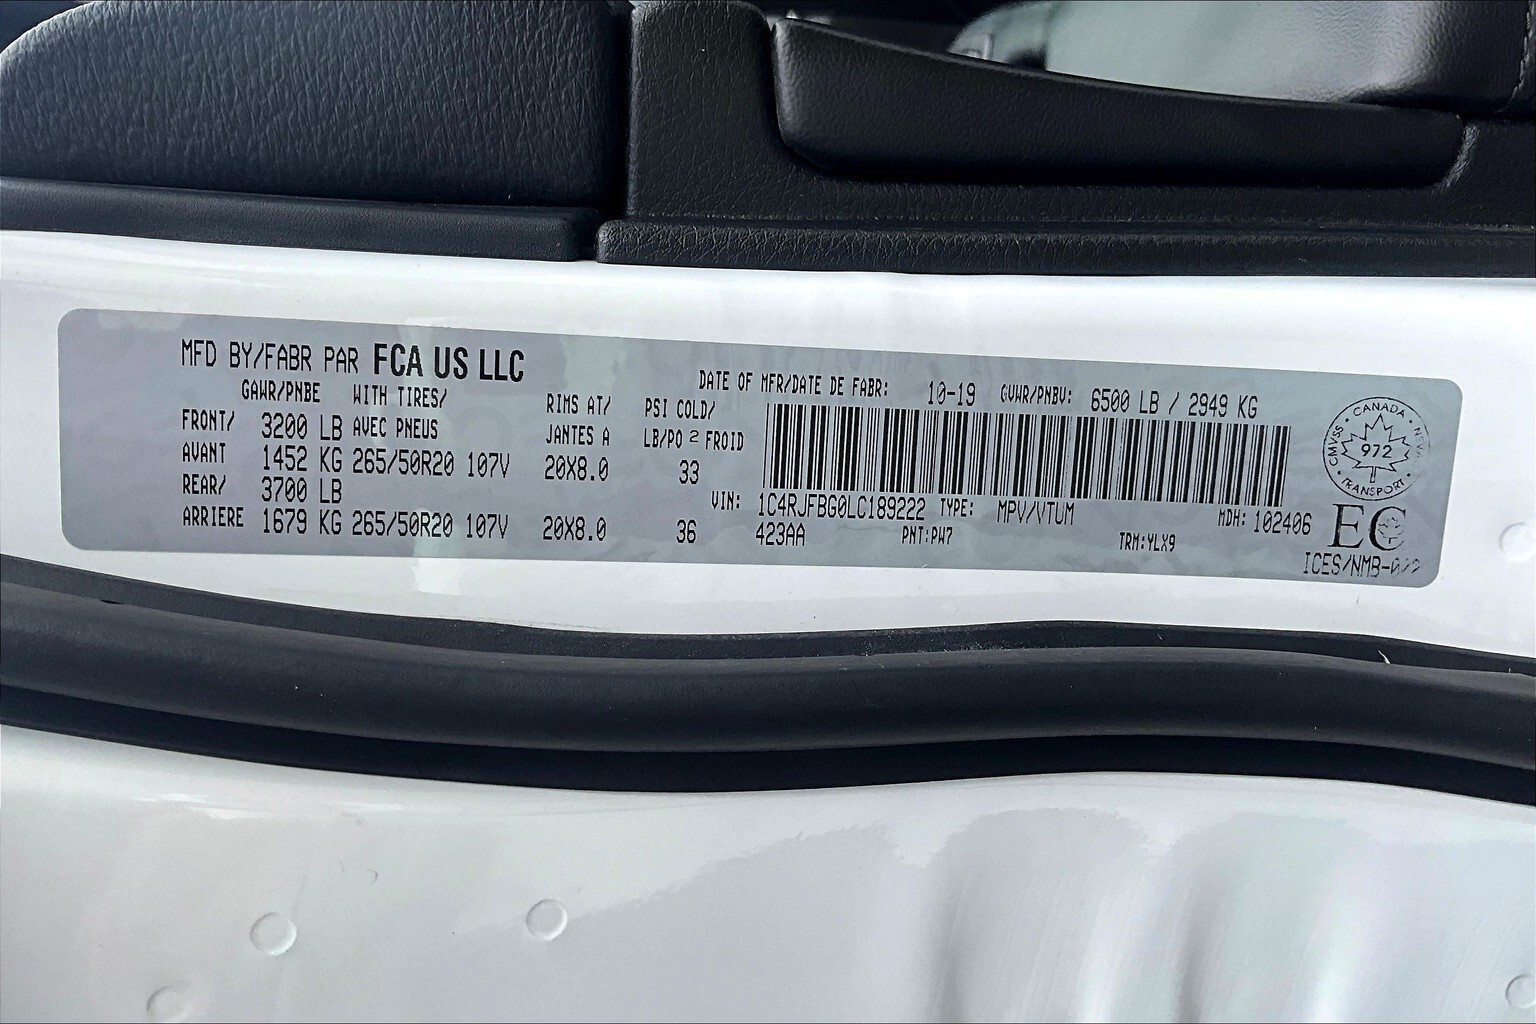 MFD BY/FABR PAR FCA US LLC
GAWR/PNBE WITH TIRES/ RIMS AT/ PSI COLD/
FRONT/ 3200 LB AVEC PNEUS JANTES A LB/PO 2 FROID
AVANT 1452 KG 265/50R20 107V 20X8.0 33
REAR/ 3700 LB
ARRIERE 1679 KG 265/50R20 107V 20X8.0 36
DATE OF MFR/DATE DE FABR: 10-19 GVWR/PNBV: 6500 LB / 2949 KG
VIN: 1C4RJFBG0LC189222 TYPE: MPV/VTUM MDH: 102406
423AA PNT:PW7 TRM:YLX9
CANADA
CMVSS NSVAC
972
TRANSPORT
EC
ICES/NMB-